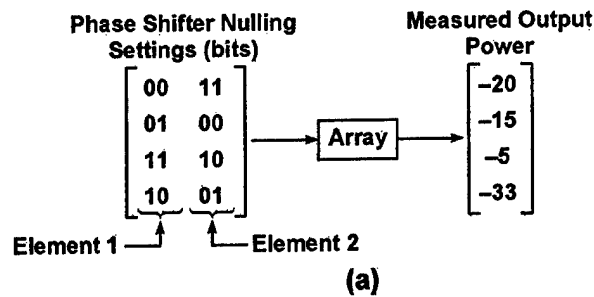 Phase Shifter Nulling
Settings (bits)
Measured Output
Power
00 11
01 00
11 10
10 01
Array
–20
–15
–5
–33
Element 1
Element 2
(a)